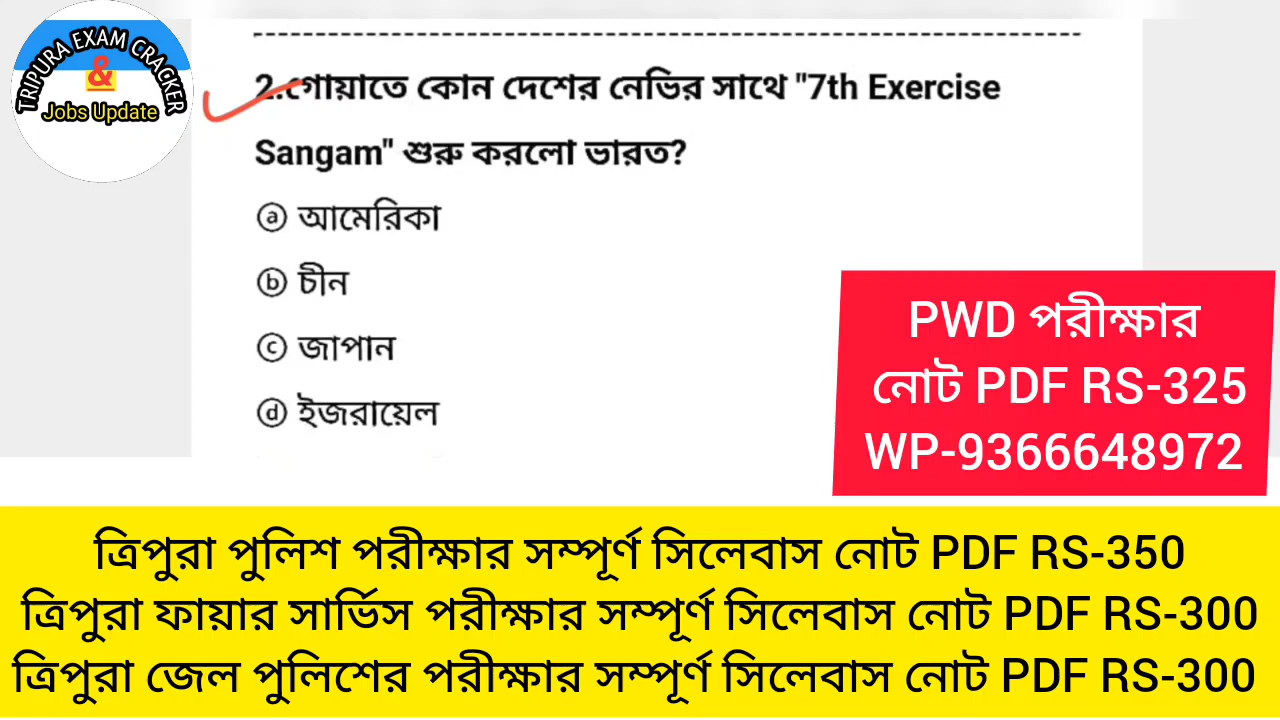 TRIPURA EXAM CRACKER
&
Jobs Update
2.গোয়াতে কোন দেশের নেভির সাথে "7th Exercise
Sangam" শুরু করলো ভারত?
ⓐ আমেরিকা
ⓑ চীন
ⓒ জাপান
ⓓ ইজরায়েল
PWD পরীক্ষার
নোট PDF RS-325
WP-9366648972
ত্রিপুরা পুলিশ পরীক্ষার সম্পূর্ণ সিলেবাস নোট PDF RS-350
ত্রিপুরা ফায়ার সার্ভিস পরীক্ষার সম্পূর্ণ সিলেবাস নোট PDF RS-300
ত্রিপুরা জেল পুলিশের পরীক্ষার সম্পূর্ণ সিলেবাস নোট PDF RS-300